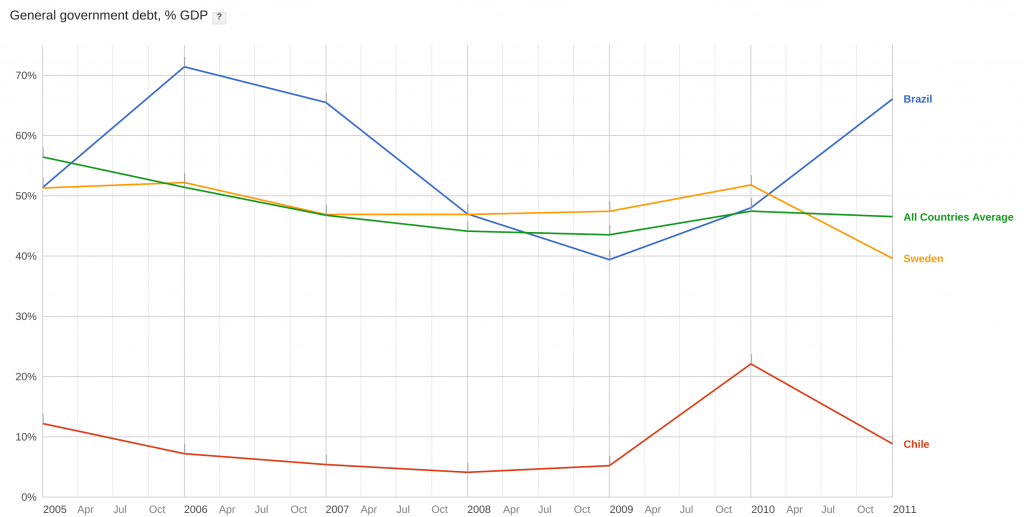 General government debt, % GDP ?
70%
Brazil
60%
50%
All Countries Average
40%
Sweden
30%
20%
10%
Chile
0%
2005 Apr Jul Oct 2006 Apr Jul Oct 2007 Apr Jul Oct 2008 Apr Jul Oct 2009 Apr Jul Oct 2010 Apr Jul Oct 2011